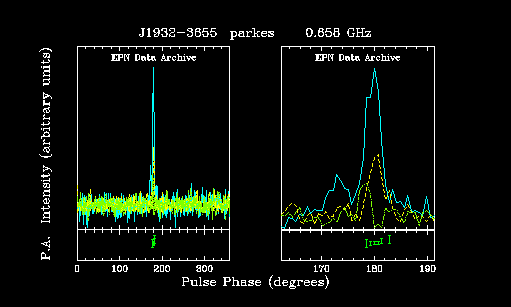 J1932-3655 parkes 0.658 GHz
EPN Data Archive
EPN Data Archive
P.A. Intensity (arbitrary units)
0 100 200 300
170 180 190
Pulse Phase (degrees)